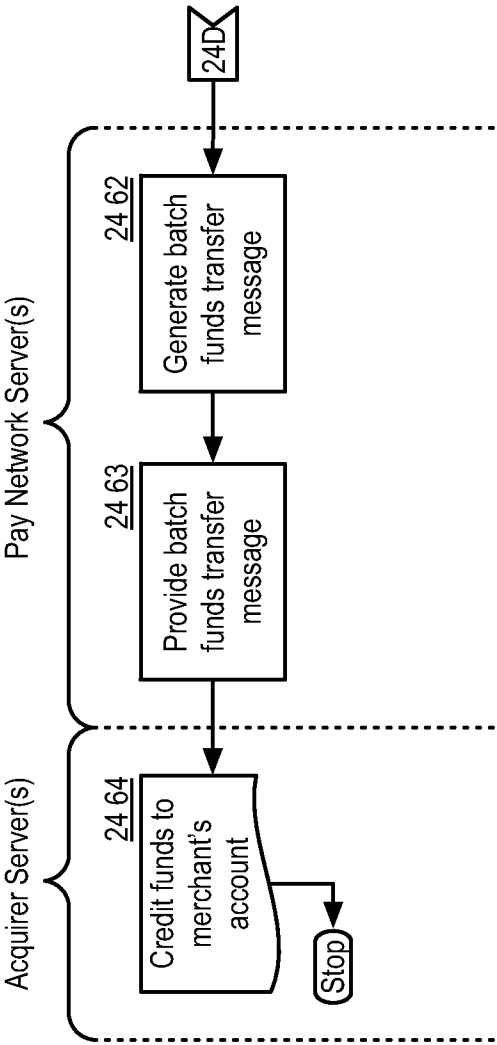 Acquirer Server(s)
Pay Network Server(s)
24 64
Credit funds to
merchant's
account
Stop
24 63
Provide batch
funds transfer
message
24 62
Generate batch
funds transfer
message
24D